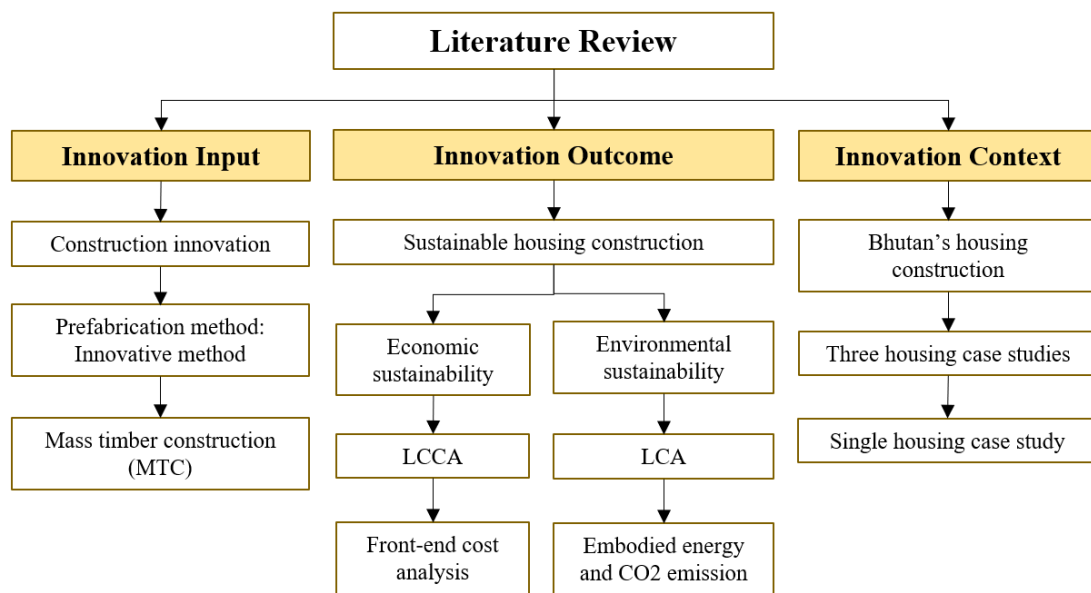 Literature Review
Innovation Input
Innovation Outcome
Innovation Context
Construction innovation
Prefabrication method:
Innovative method
Mass timber construction
(MTC)
Sustainable housing construction
Economic
sustainability
LCCA
Front-end cost
analysis
Environmental
sustainability
LCA
Embodied energy
and CO2 emission
Bhutan’s housing
construction
Three housing case studies
Single housing case study